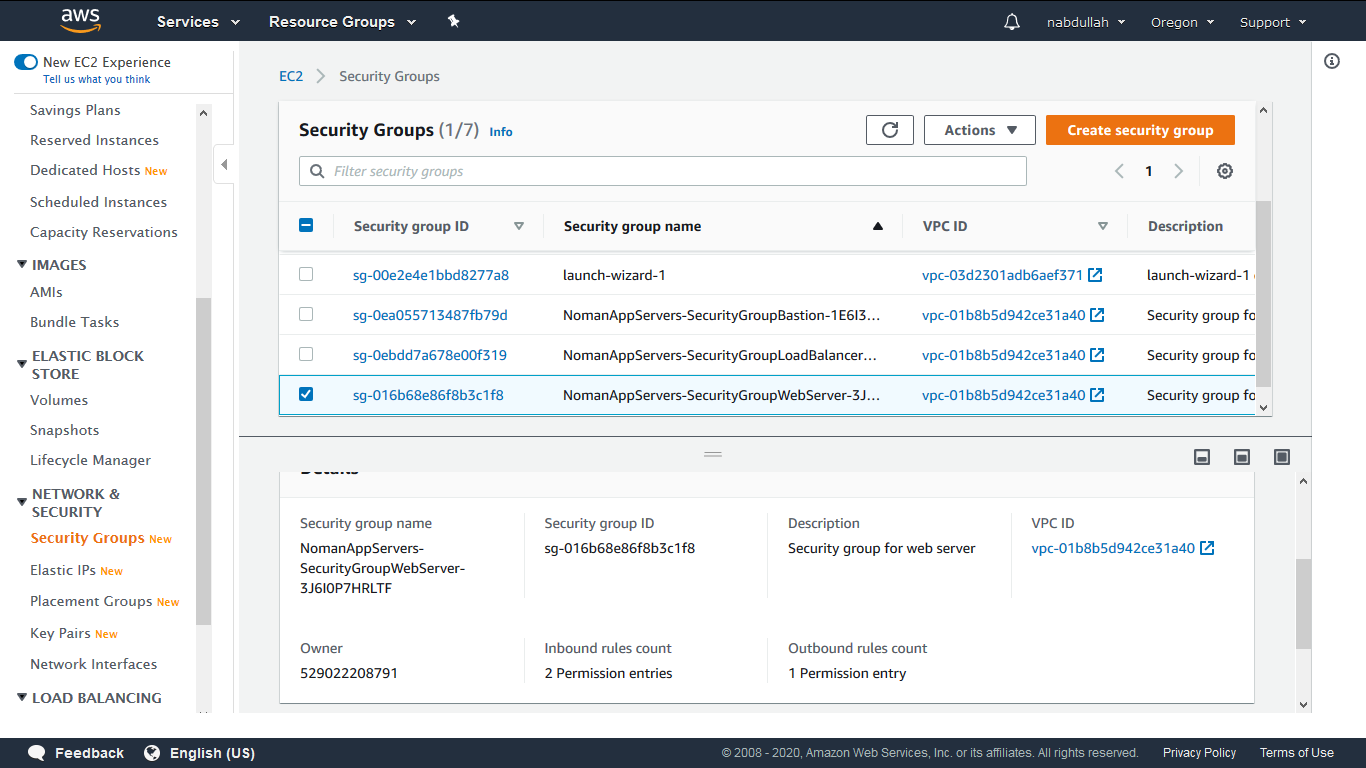 aws Services Resource Groups nabdullah Oregon Support
New EC2 Experience
Tell us what you think
Savings Plans
Reserved Instances
Dedicated Hosts New
Scheduled Instances
Capacity Reservations
IMAGES
AMIs
Bundle Tasks
ELASTIC BLOCK
STORE
Volumes
Snapshots
Lifecycle Manager
NETWORK &
SECURITY
Security Groups New
Elastic IPs New
Placement Groups New
Key Pairs New
Network Interfaces
LOAD BALANCING
EC2 > Security Groups
Security Groups (1/7) Info
Actions
Create security group
Filter security groups
1
Security group ID Security group name VPC ID Description
sg-00e2e4e1bbd8277a8 launch-wizard-1 vpc-03d2301adb6aef371 launch-wizard-1
sg-0ea055713487fb79d NomanAppServers-SecurityGroupBastion-1E6I3... vpc-01b8b5d942ce31a40 Security group fo
sg-0ebdd7a678e00f319 NomanAppServers-SecurityGroupLoadBalancer... vpc-01b8b5d942ce31a40 Security group fo
sg-016b68e86f8b3c1f8 NomanAppServers-SecurityGroupWebServer-3J... vpc-01b8b5d942ce31a40 Security group fo
Details
Security group name
NomanAppServers-
SecurityGroupWebServer-
3J6I0P7HRLTF
Security group ID
sg-016b68e86f8b3c1f8
Description
Security group for web server
VPC ID
vpc-01b8b5d942ce31a40
Owner
529022208791
Inbound rules count
2 Permission entries
Outbound rules count
1 Permission entry
Feedback English (US) © 2008 - 2020, Amazon Web Services, Inc. or its affiliates. All rights reserved. Privacy Policy Terms of Use